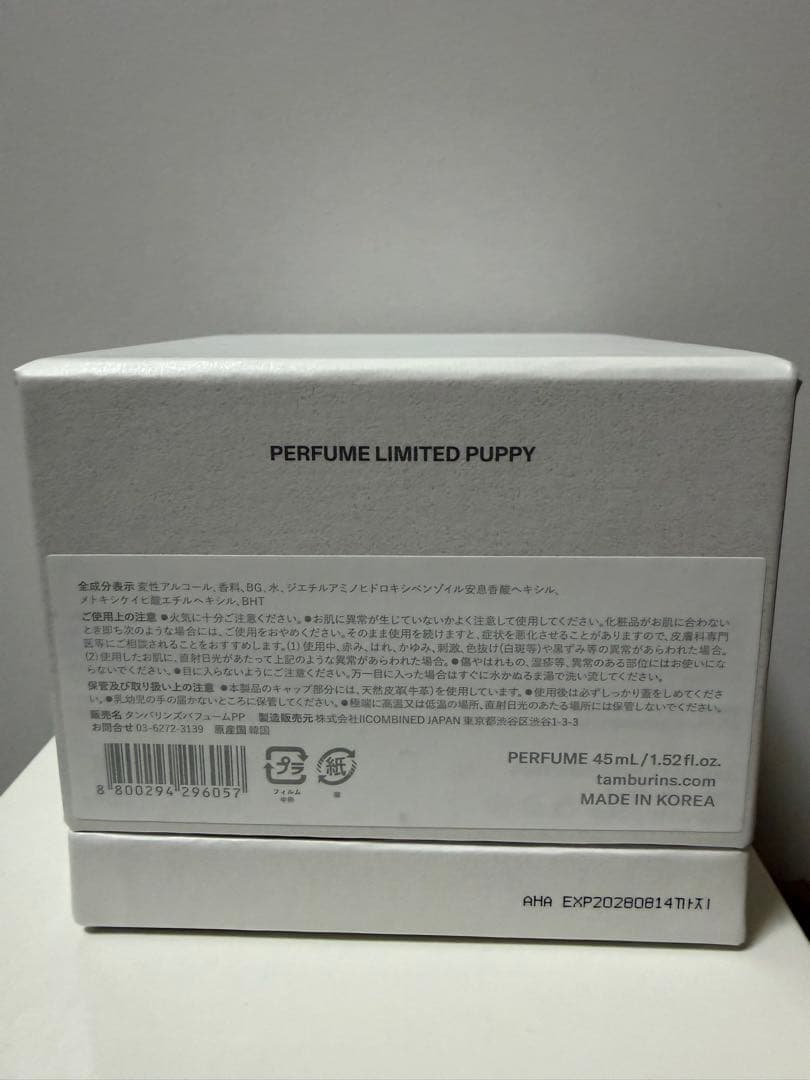 PERFUME LIMITED PUPPY
全成分表示 変性アルコール、香料、BG、水、ジエチルアミノヒドロキシベンゾイル安息香酸ヘキシル、
メトキシケイヒ酸エチルヘキシル、BHT
ご使用上の注意 ●火気に十分ご注意ください。●お肌に異常が生じていないかよく注意して使用してください。化粧品がお肌に合わない
とき即ち次のような場合には、ご使用をおやめください。そのまま使用を続けますと、症状を悪化させることがありますので、皮膚科専門
医等にご相談されることをおすすめします。(1)使用中、赤み、はれ、かゆみ、刺激、色抜け(白斑等)や黒ずみ等の異常があらわれた場合。
(2)使用したお肌に、直射日光があたって上記のような異常があらわれた場合。●傷やはれもの、湿疹等、異常のある部位にはお使いにな
らないでください。●目に入らないようにご注意ください。万一目に入った場合はすぐに水かぬるま湯で洗い流してください。
保管及び取り扱い上の注意 ●本製品のキャップ部分には、天然皮革(牛革)を使用しています。●使用後は必ずしっかり蓋をしめてくださ
い。●乳幼児の手の届かないところに保管してください。●極端に高温又は低温の場所、直射日光のあたる場所には保管しないでください。
販売名 タンバリンズパフュームPP 製造販売元 株式会社IICOMBINED JAPAN 東京都渋谷区渋谷1-3-3
お問合せ 03-6272-3139 原産国 韓国
8 800294 296057
プラ
フィルム
中枠
紙
箱
PERFUME 45mL/1.52fl.oz.
tamburins.com
MADE IN KOREA
AHA EXP20280814까지